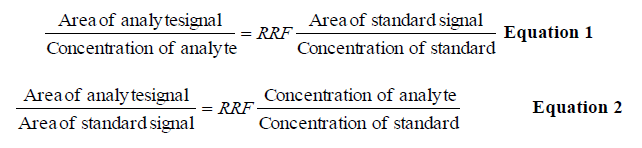 Area of analytesignal / Concentration of analyte = RRF Area of standard signal / Concentration of standard Equation 1
Area of analytesignal / Area of standard signal = RRF Concentration of analyte / Concentration of standard Equation 2